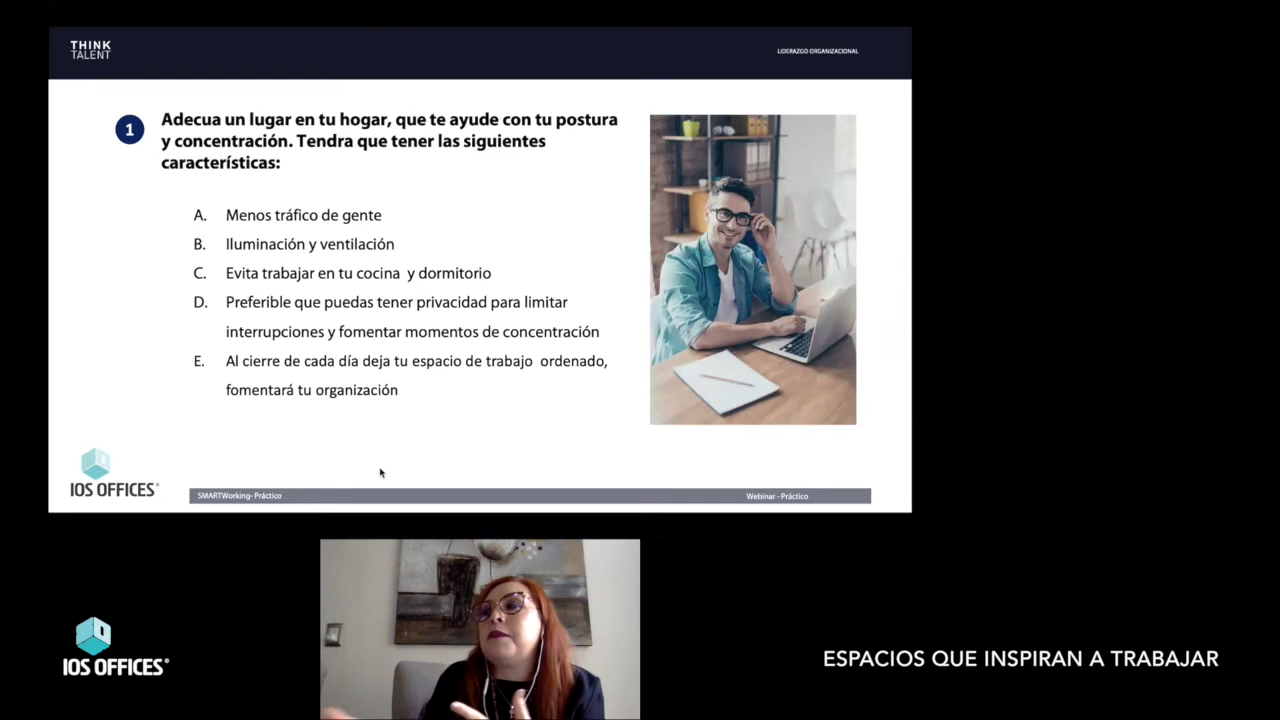 THINK
TALENT
LIDERAZGO ORGANIZACIONAL
1
Adecua un lugar en tu hogar, que te ayude con tu postura
y concentración. Tendra que tener las siguientes
características:
A. Menos tráfico de gente
B. Iluminación y ventilación
C. Evita trabajar en tu cocina y dormitorio
D. Preferible que puedas tener privacidad para limitar
interrupciones y fomentar momentos de concentración
E. Al cierre de cada día deja tu espacio de trabajo ordenado,
fomentará tu organización
IOS OFFICES®
SMARTWorking- Práctico
Webinar - Práctico
IOS OFFICES®
ESPACIOS QUE INSPIRAN A TRABAJAR